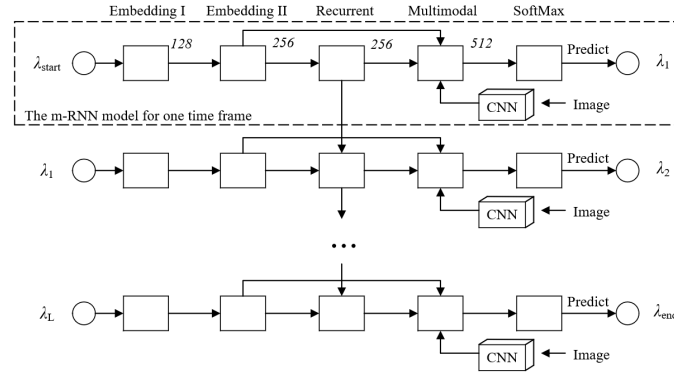 Embedding I Embedding II Recurrent Multimodal SoftMax
128 256 256 512 Predict
λstart λ1
CNN Image
The m-RNN model for one time frame
Predict
λ1 λ2
CNN Image
...
Predict
λL λend
CNN Image